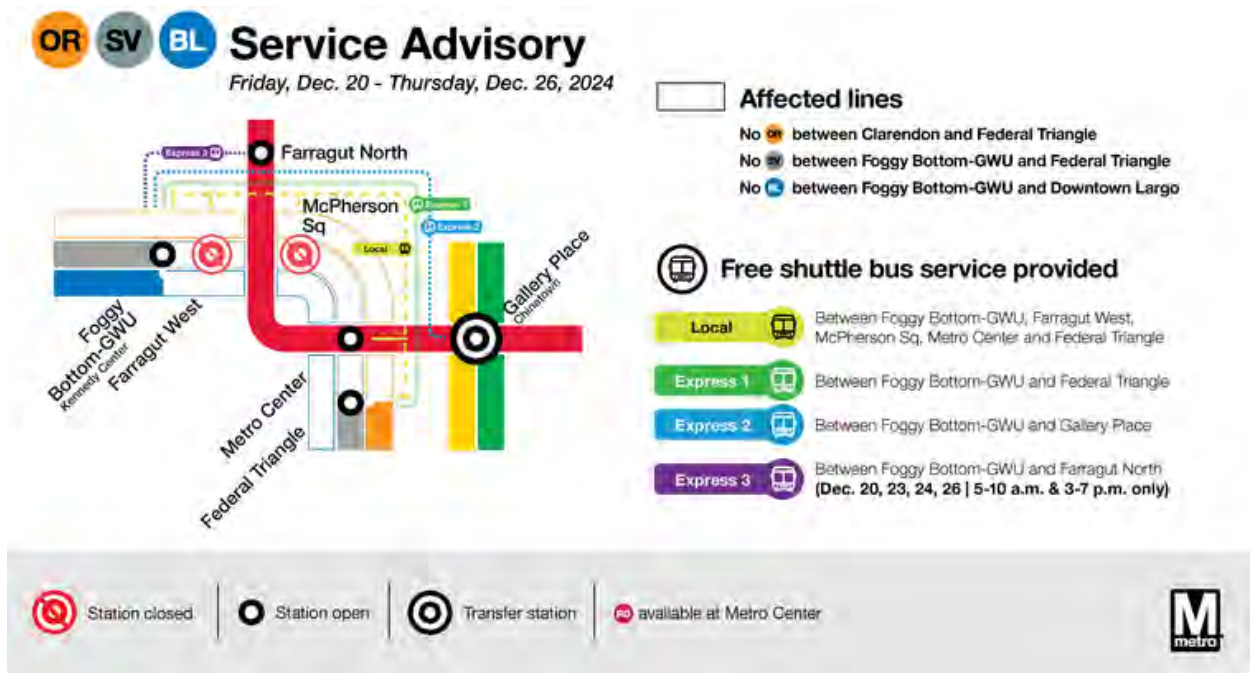 OR SV BL Service Advisory
Friday, Dec. 20 - Thursday, Dec. 26, 2024
Express 3
Farragut North
McPherson
Sq
Express 1
Express 2
Local
Gallery Place
Chinatown
Foggy
Bottom-GWU
Kennedy Center
Farragut West
Metro Center
Federal Triangle
Affected lines
No OR between Clarendon and Federal Triangle
No SV between Foggy Bottom-GWU and Federal Triangle
No BL between Foggy Bottom-GWU and Downtown Largo
Free shuttle bus service provided
Local
Between Foggy Bottom-GWU, Farragut West,
McPherson Sq, Metro Center and Federal Triangle
Express 1
Between Foggy Bottom-GWU and Federal Triangle
Express 2
Between Foggy Bottom-GWU and Gallery Place
Express 3
Between Foggy Bottom-GWU and Farragut North
(Dec. 20, 23, 24, 26 | 5-10 a.m. & 3-7 p.m. only)
Station closed
Station open
Transfer station
RD available at Metro Center
M
metro